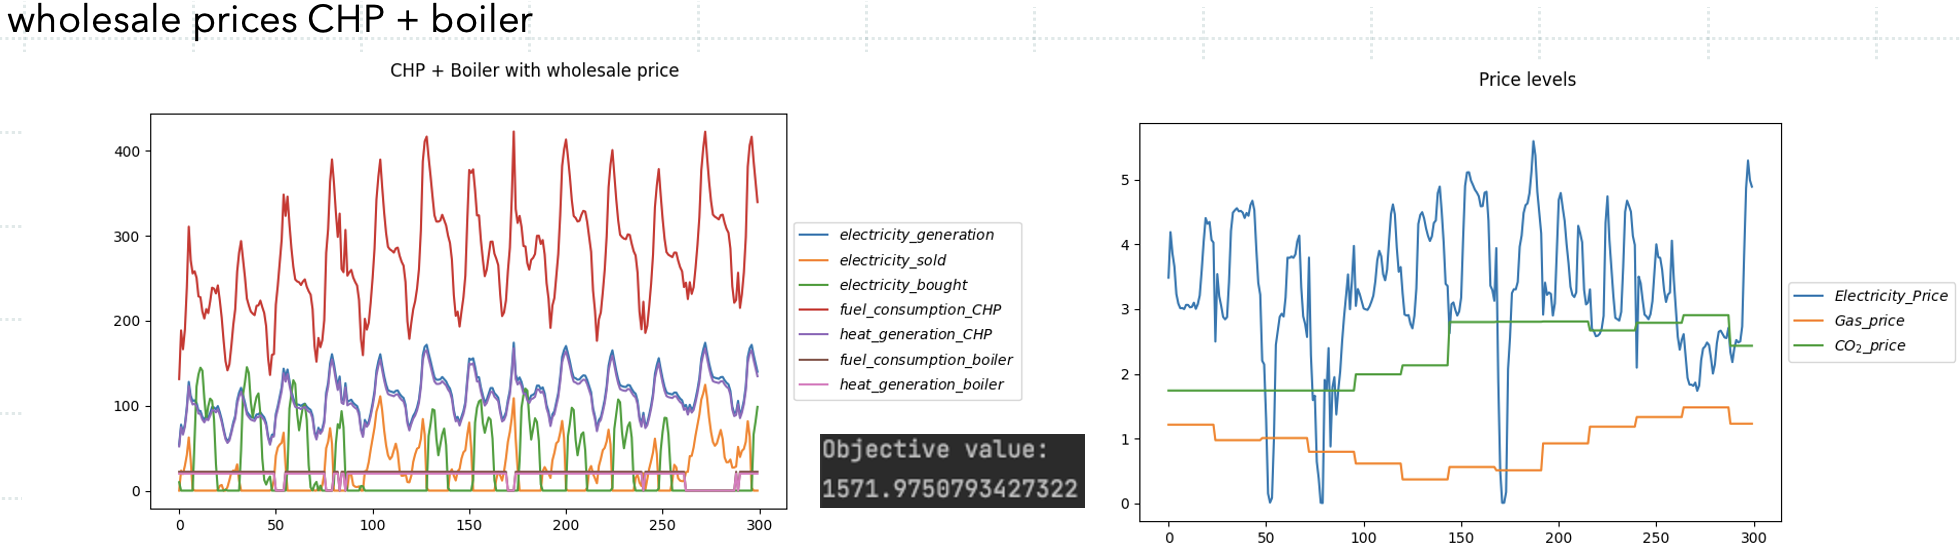 wholesale prices CHP + boiler
CHP + Boiler with wholesale price
400
300
200
100
0
0 50 100 150 200 250 300
electricity_generation
electricity_sold
electricity_bought
fuel_consumption_CHP
heat_generation_CHP
fuel_consumption_boiler
heat_generation_boiler
Objective value:
1571.9750793427322
Price levels
5
4
3
2
1
0
0 50 100 150 200 250 300
Electricity_Price
Gas_price
CO₂_price